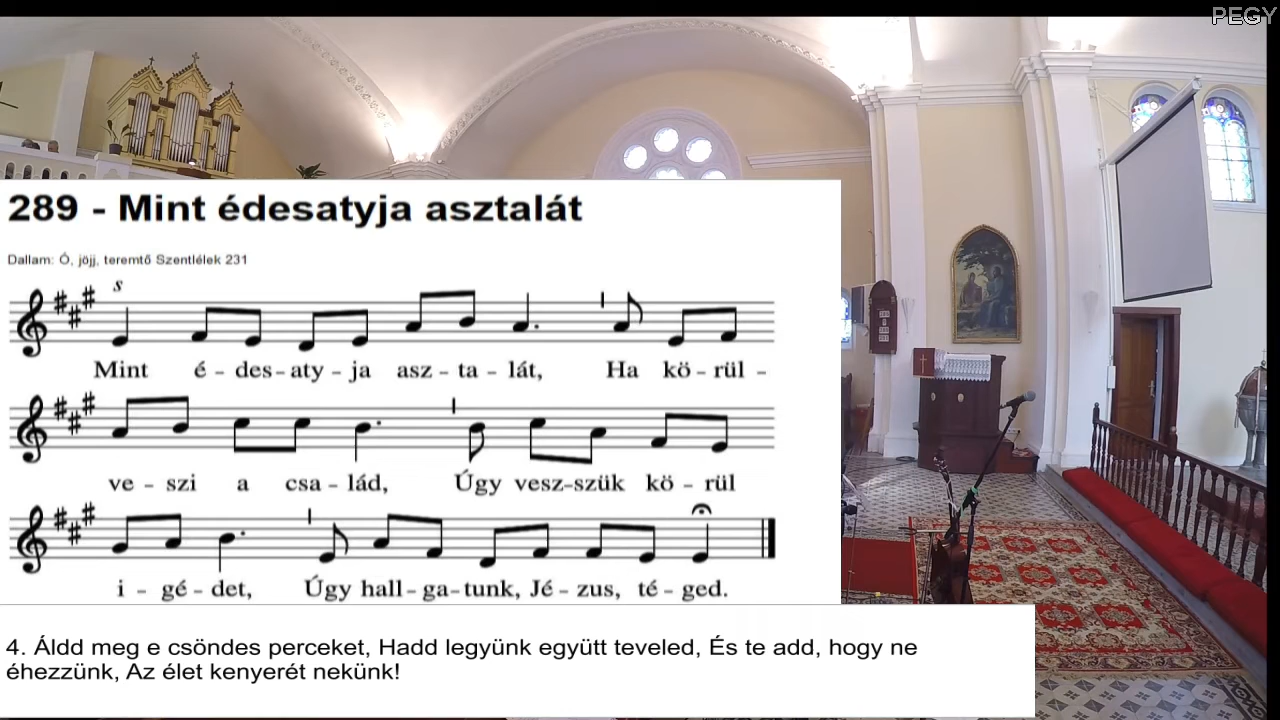 PEGY
289 - Mint édesatyja asztalát
Dallam: Ó, jöjj, teremtő Szentlélek 231
s
Mint é - des - aty - ja asz - ta - lát, Ha kö - rül -
ve - szi a csa - lád, Úgy vesz-szük kö - rül
i - gé - det, Úgy hall - ga - tunk, Jé - zus, té - ged.
4. Áldd meg e csöndes perceket, Hadd legyünk együtt teveled, És te add, hogy ne
éhezzünk, Az élet kenyerét nekünk!